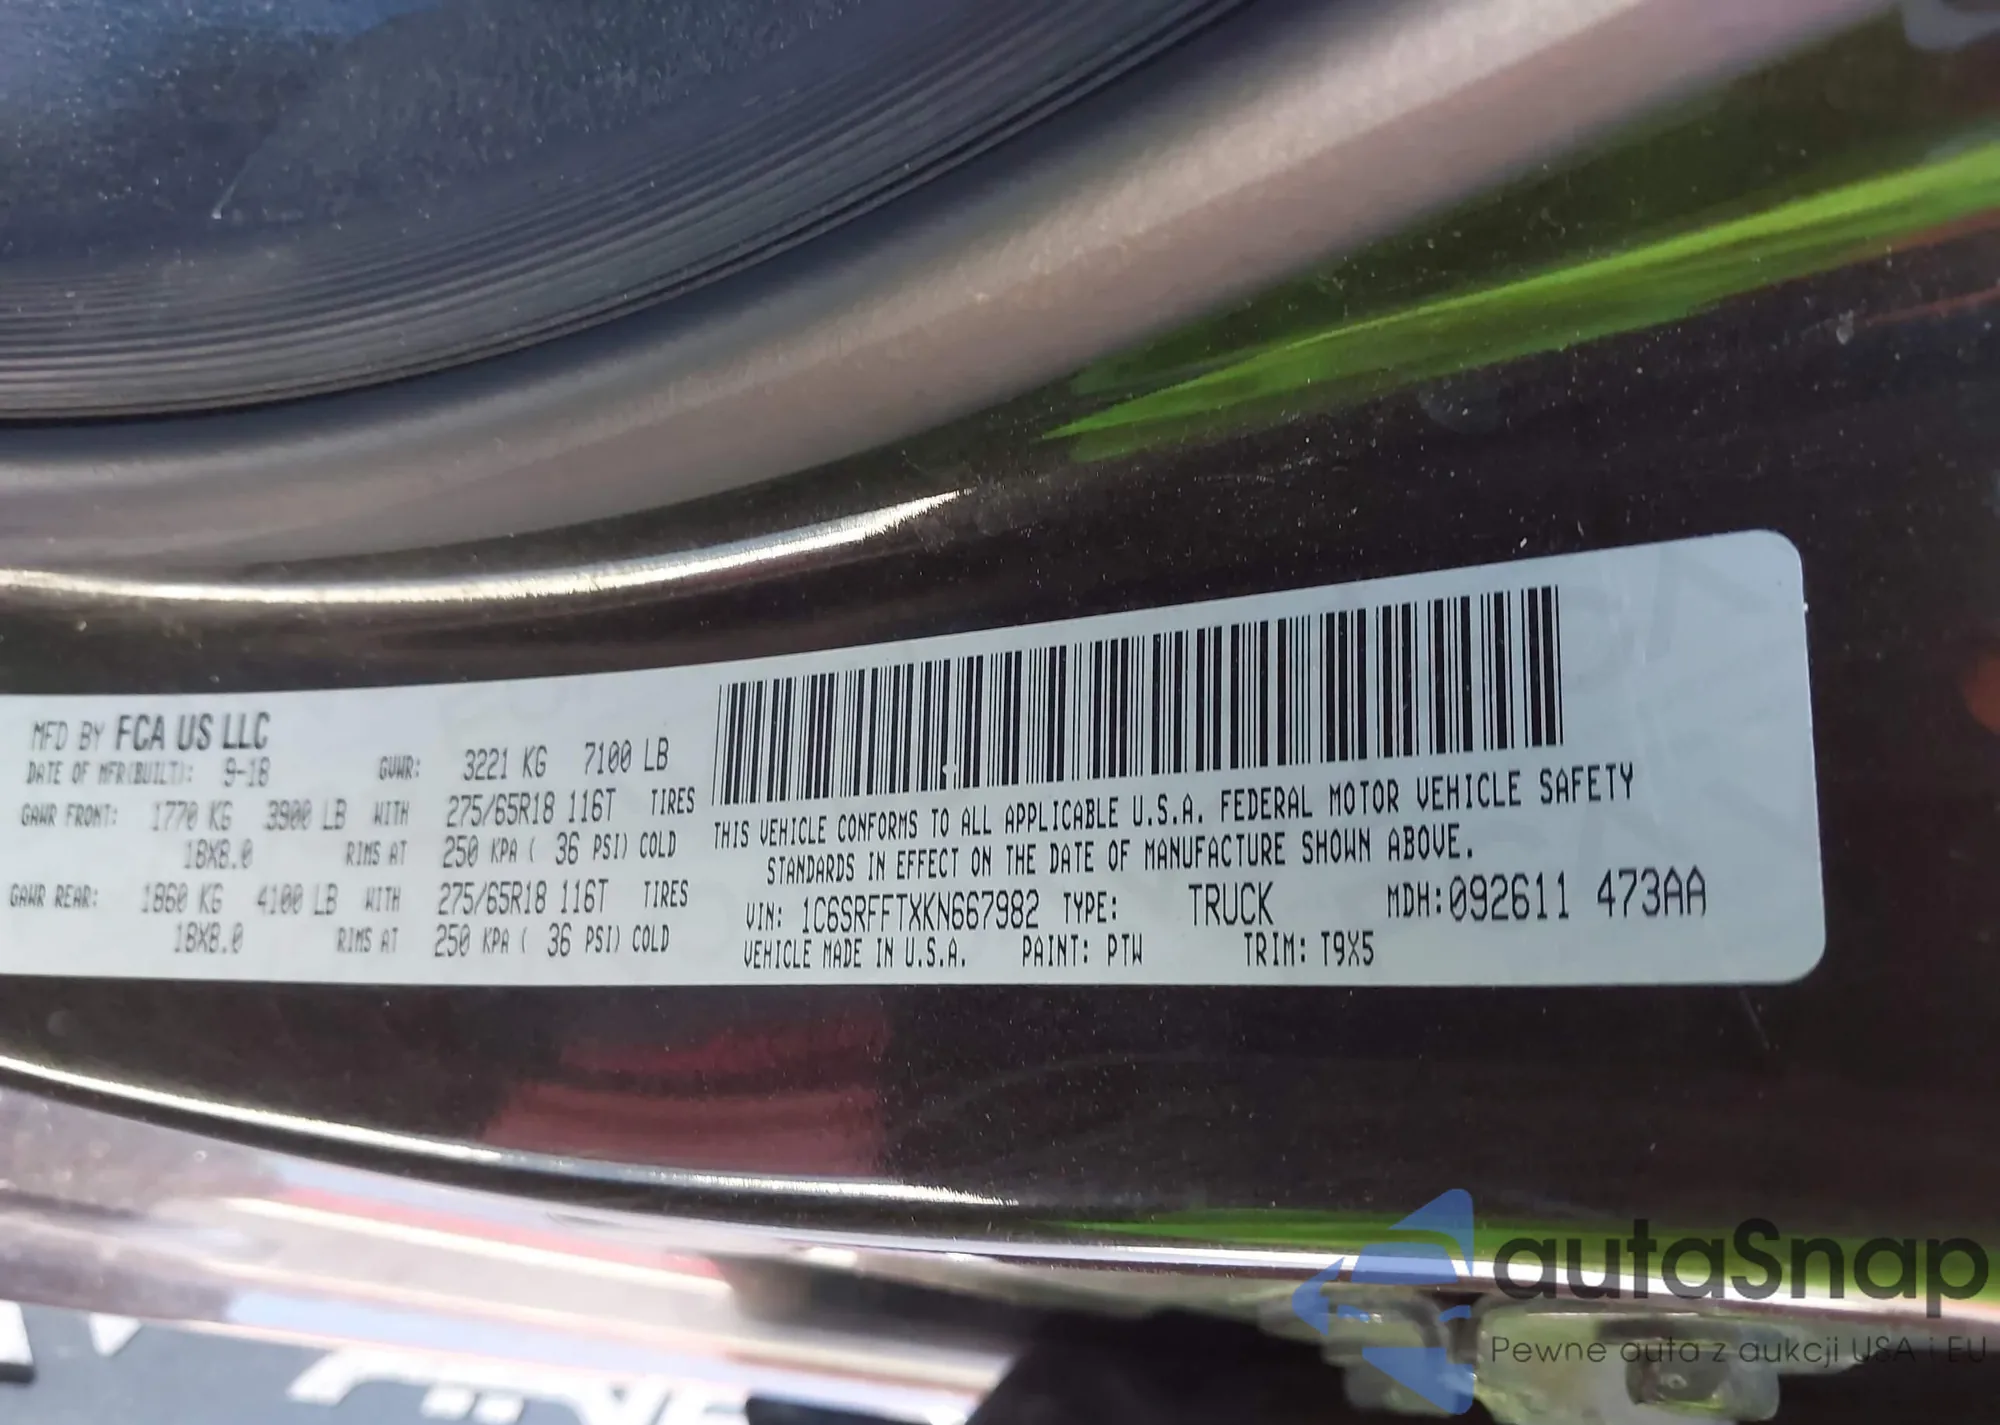 MFD BY FCA US LLC
DATE OF MFR(BUILT): 9-18 GVWR: 3221 KG 7100 LB
GAWR FRONT: 1770 KG 3900 LB WITH 275/65R18 116T TIRES
18X8.0 RIMS AT 250 KPA ( 36 PSI) COLD
GAWR REAR: 1860 KG 4100 LB WITH 275/65R18 116T TIRES
18X8.0 RIMS AT 250 KPA ( 36 PSI) COLD
THIS VEHICLE CONFORMS TO ALL APPLICABLE U.S.A. FEDERAL MOTOR VEHICLE SAFETY
STANDARDS IN EFFECT ON THE DATE OF MANUFACTURE SHOWN ABOVE.
VIN: 1C6SRFFTXKN667982 TYPE: TRUCK MDH:092611 473AA
VEHICLE MADE IN U.S.A. PAINT: PTW TRIM: T9X5
autaSnap
Pewne auta z aukcji USA i EU